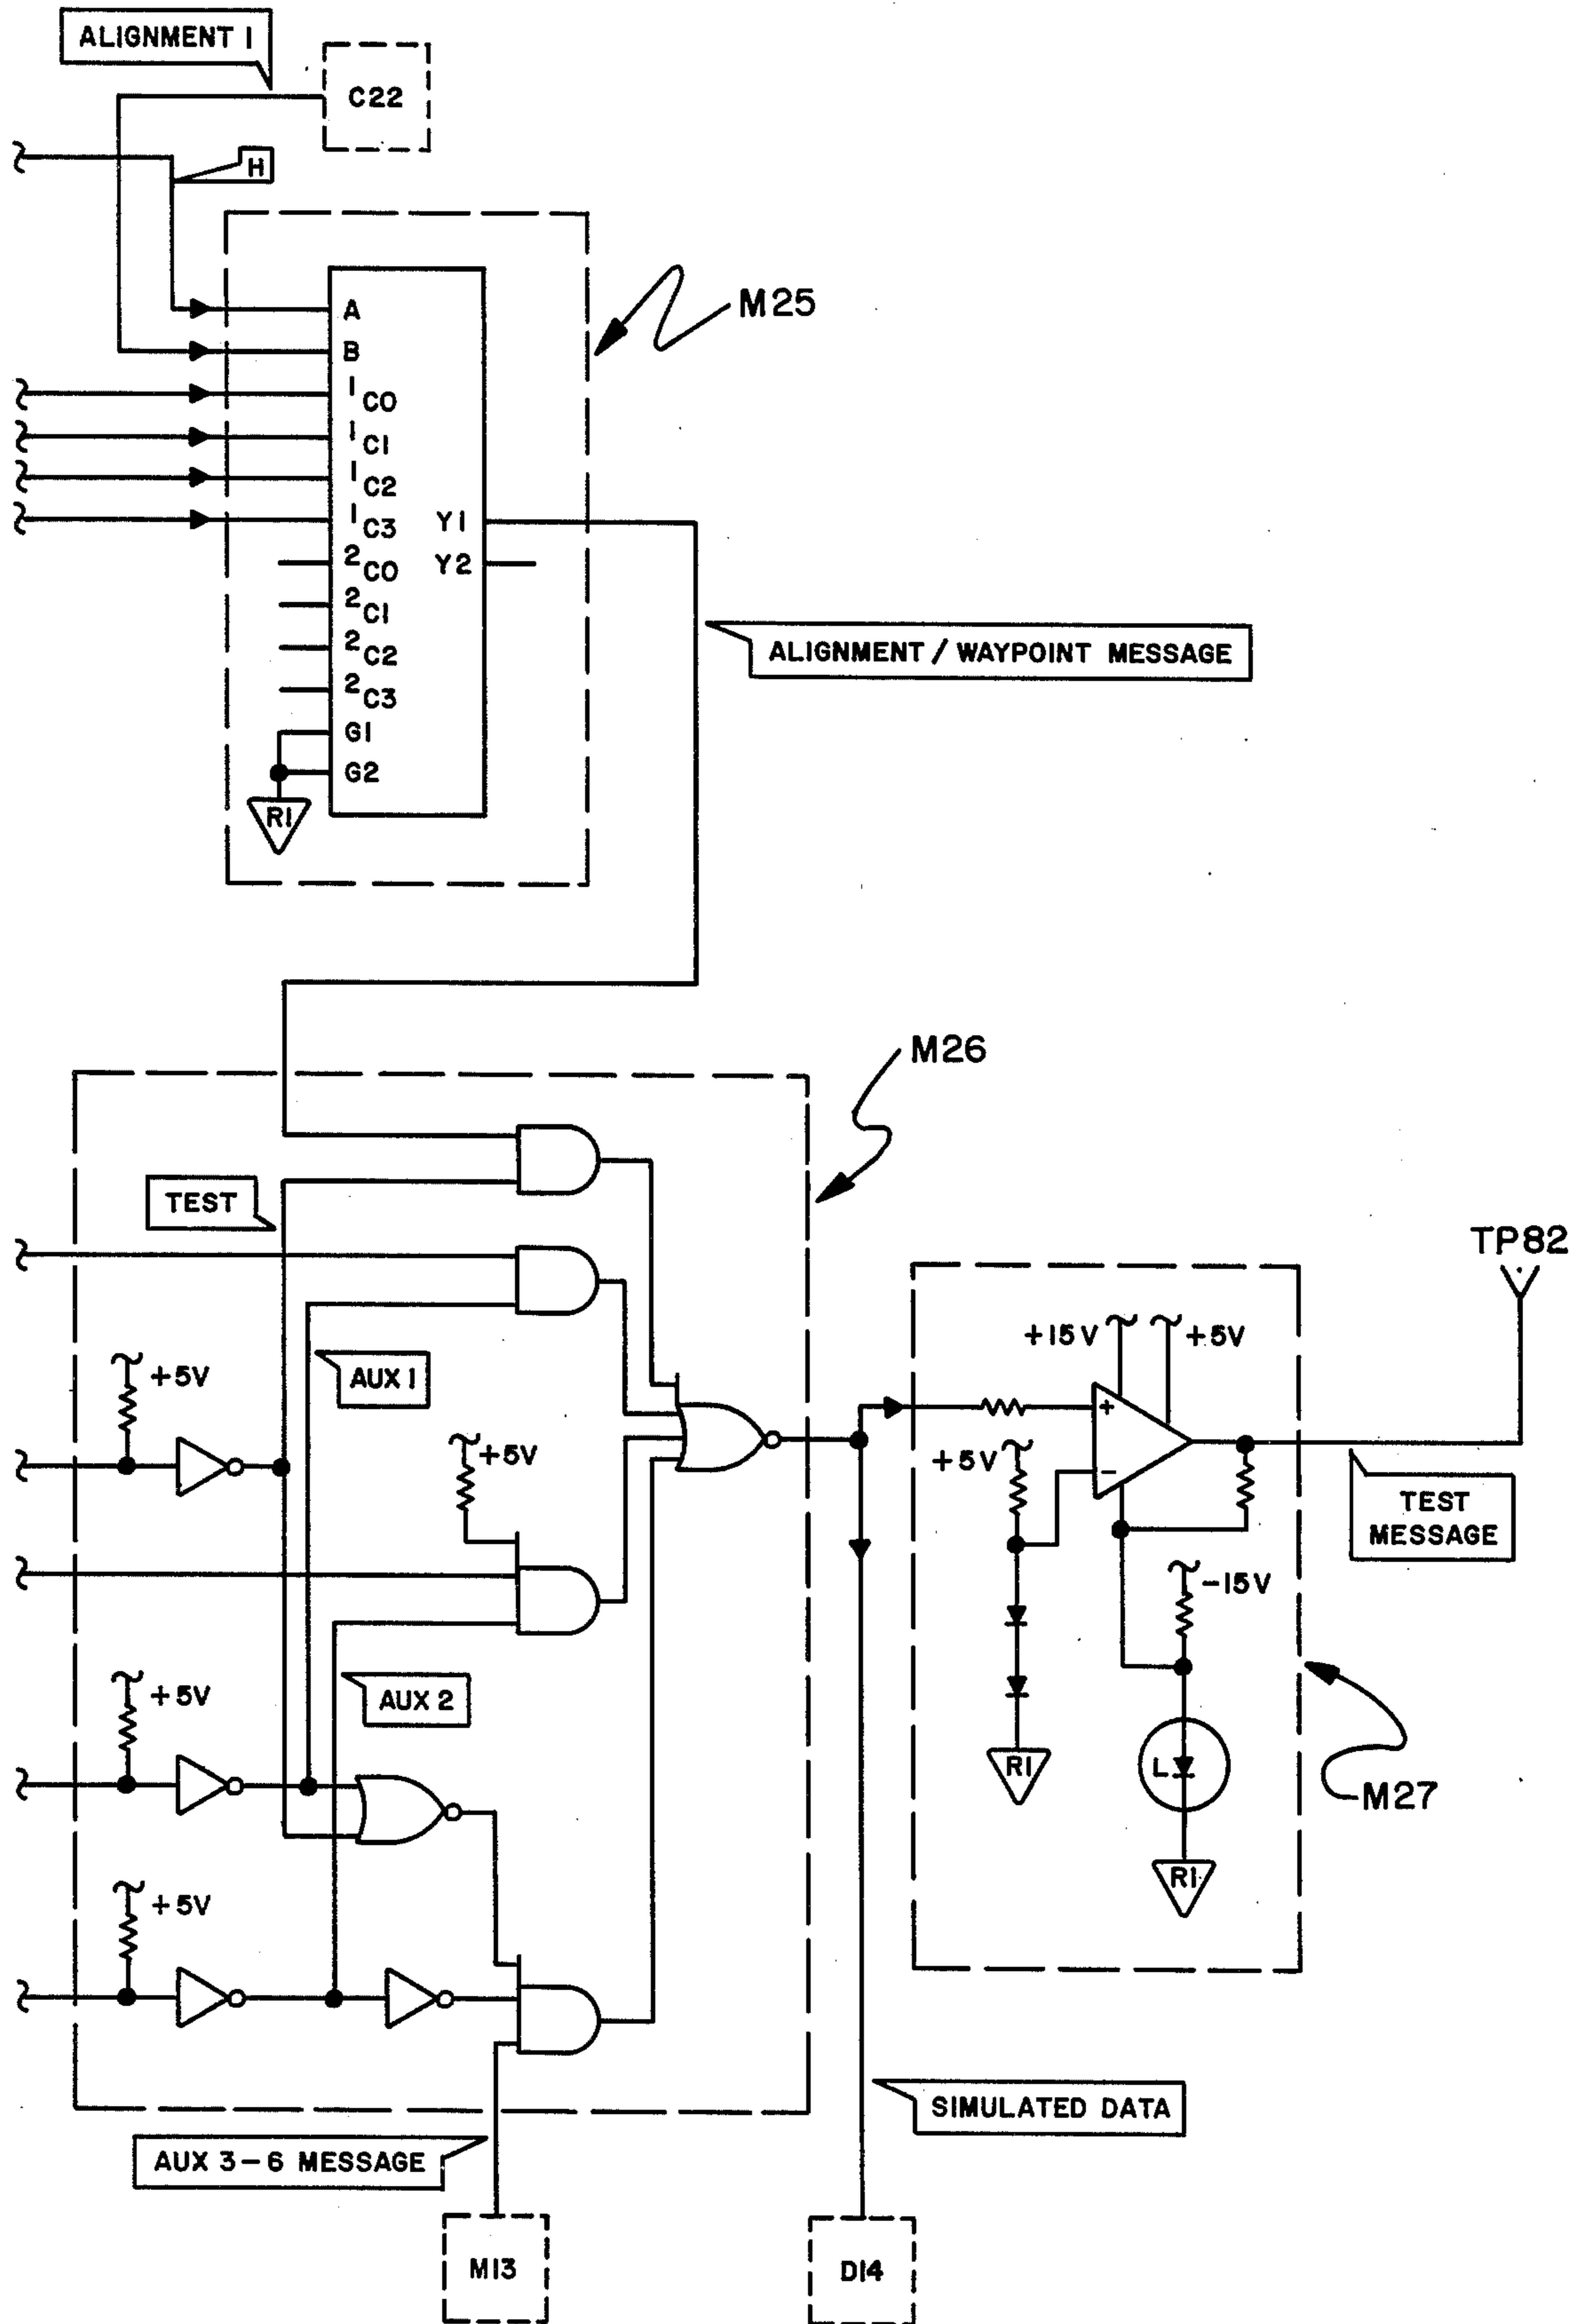 ALIGNMENT 1
C22
H
M25
A
B
1C0
1C1
1C2
1C3
Y1
2C0
Y2
2C1
2C2
2C3
G1
G2
R1
ALIGNMENT / WAYPOINT MESSAGE
M26
TEST
TP82
+15V
+5V
+5V
AUX 1
+
+5V
+5V
-
TEST
MESSAGE
-15V
+5V
AUX 2
R1
L
M27
R1
+5V
SIMULATED DATA
AUX 3-6 MESSAGE
M13
D14